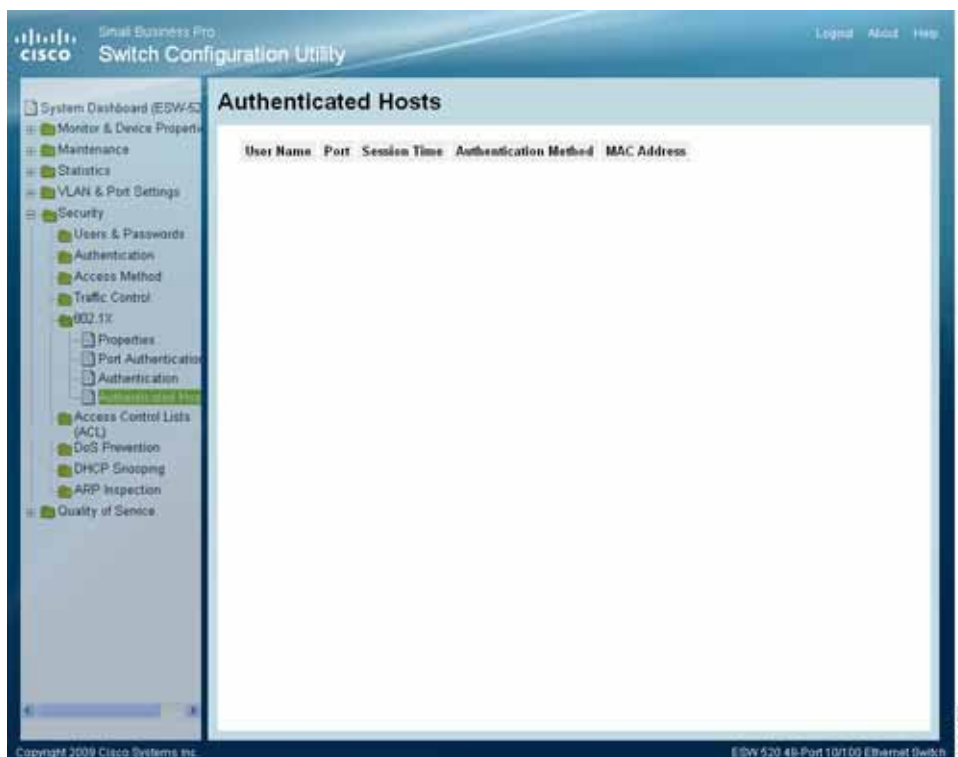 Small Business Pro
cisco Switch Configuration Utility
Logout About Help
System Dashboard (ESW-52
Monitor & Device Properti
Maintenance
Statistics
VLAN & Port Settings
Security
Users & Passwords
Authentication
Access Method
Traffic Control
802.1X
Properties
Port Authentication
Authentication
Authenticated Hos
Access Control Lists
(ACL)
DoS Prevention
DHCP Snooping
ARP Inspection
Quality of Service
Authenticated Hosts
User Name Port Session Time Authentication Method MAC Address
Copyright 2009 Cisco Systems Inc.
ESW 520 48-Port 10/100 Ethernet Switch